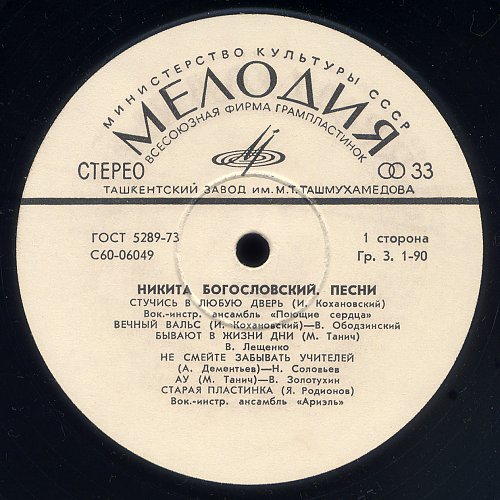 МИНИСТЕРСТВО КУЛЬТУРЫ СССР
МЕЛОДИЯ
ВСЕСОЮЗНАЯ ФИРМА ГРАМПЛАСТИНОК
СТЕРЕО 33
ТАШКЕНТСКИЙ ЗАВОД ИМ. М.Т. ТАШМУХАМЕДОВА
ГОСТ 5289-73 1 сторона
С60-06049 Гр. 3. 1-90
НИКИТА БОГОСЛОВСКИЙ. ПЕСНИ
СТУЧИСЬ В ЛЮБУЮ ДВЕРЬ (И. Кохановский)
Вок.-инстр. ансамбль «Поющие сердца»
ВЕЧНЫЙ ВАЛЬС (И. Кохановский)—В. Ободзинский
БЫВАЮТ В ЖИЗНИ ДНИ (М. Танич)
В. Лещенко
НЕ СМЕЙТЕ ЗАБЫВАТЬ УЧИТЕЛЕЙ
(А. Дементьев)—Н. Соловьев
АУ (М. Танич)—В. Золотухин
СТАРАЯ ПЛАСТИНКА (Я. Родионов)
Вок.-инстр. ансамбль «Ариэль»